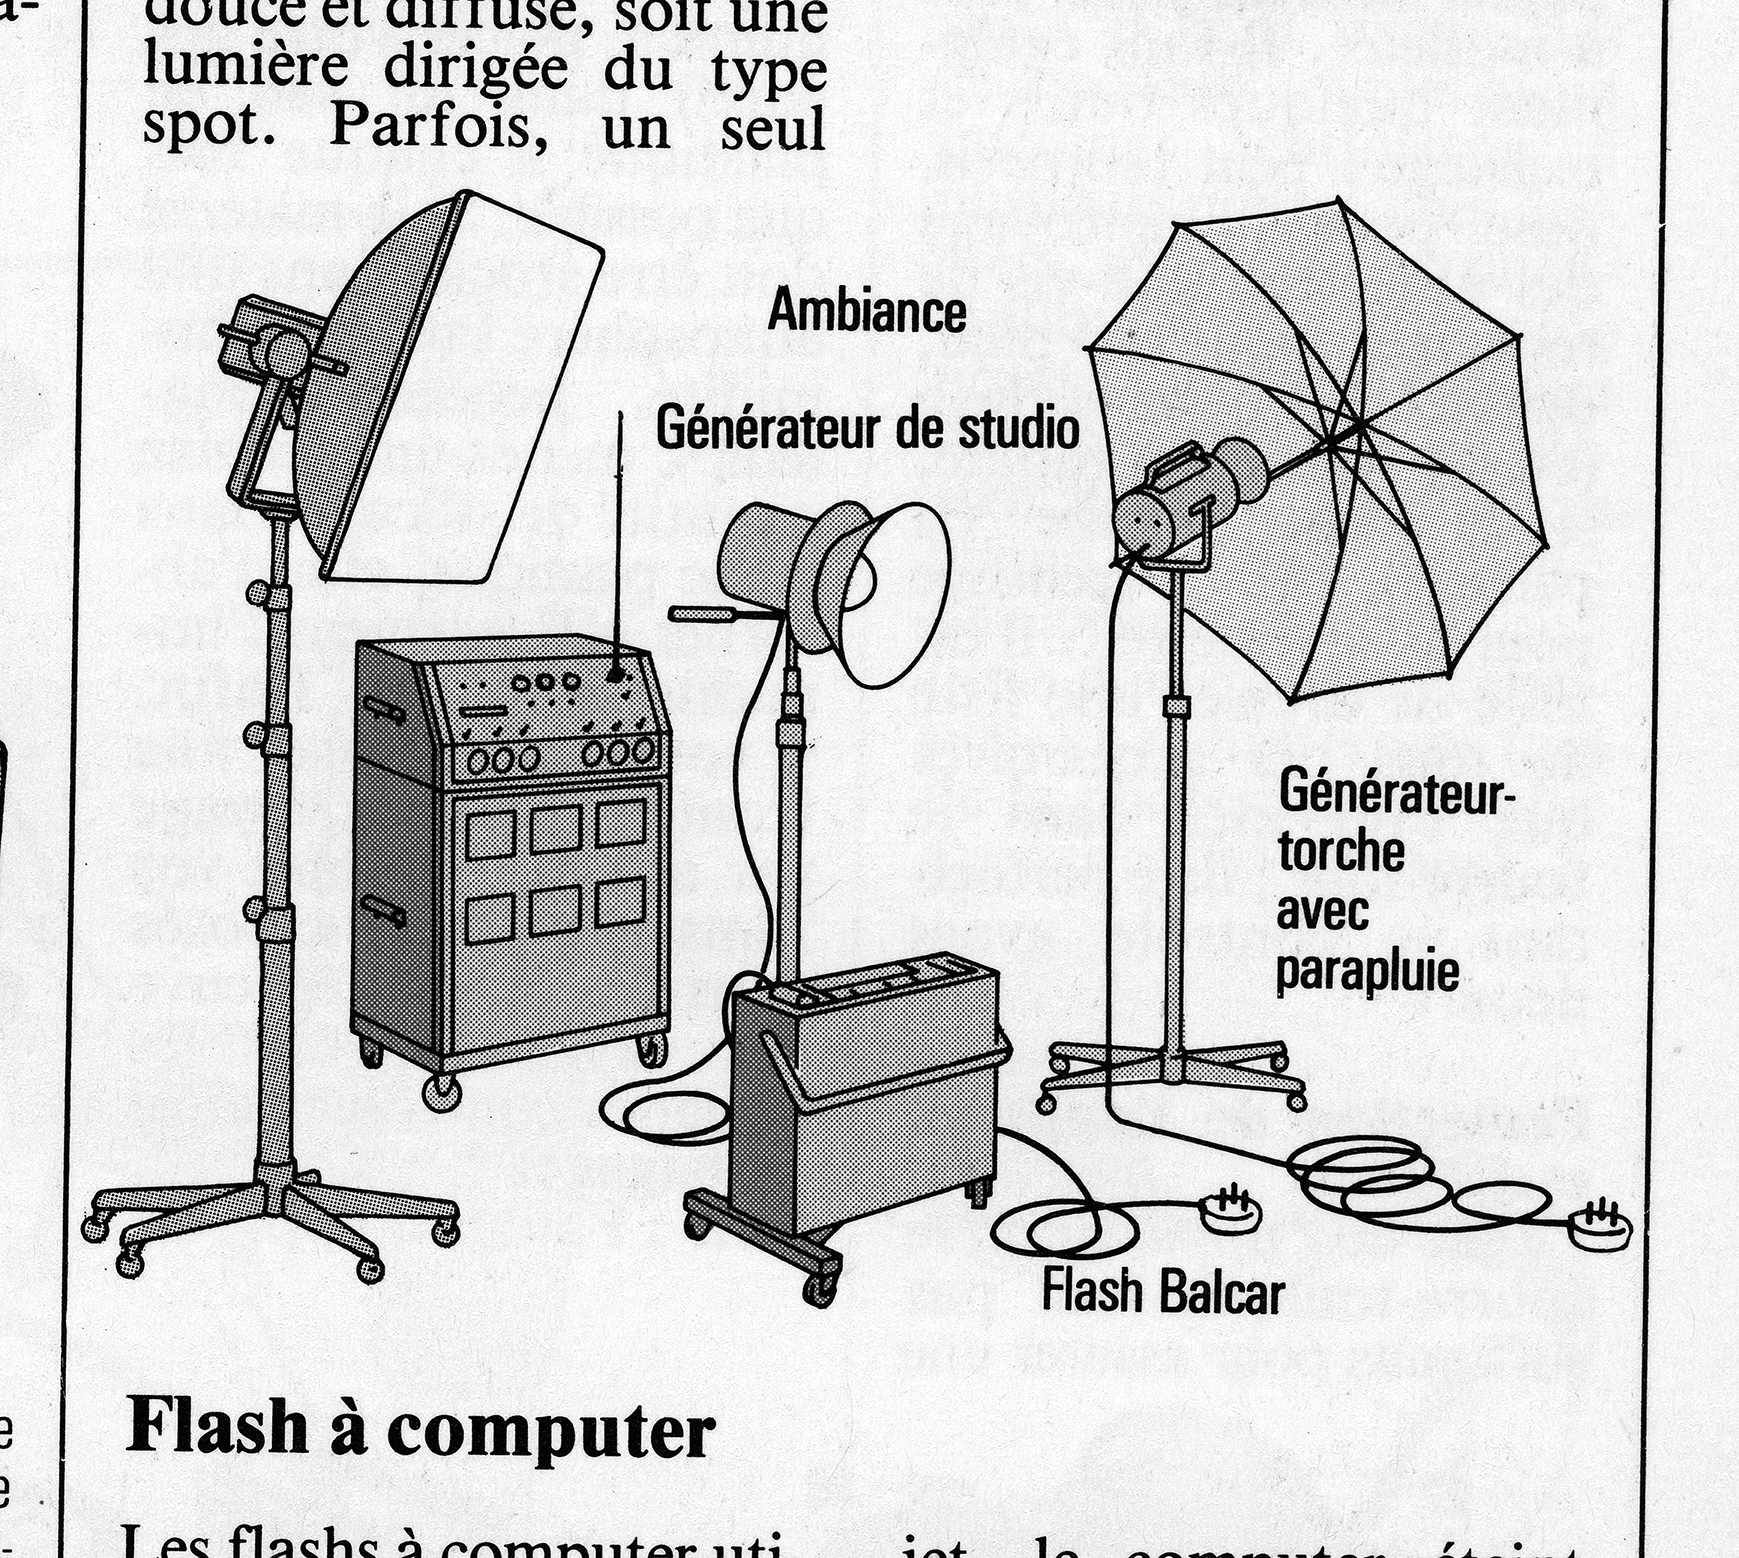 douce et diffuse, soit une
lumière dirigée du type
spot. Parfois, un seul
Ambiance
Générateur de studio
Générateur-
torche
avec
parapluie
Flash Balcar
Flash à computer
Les flashs à computer uti
jet, le computer éteint